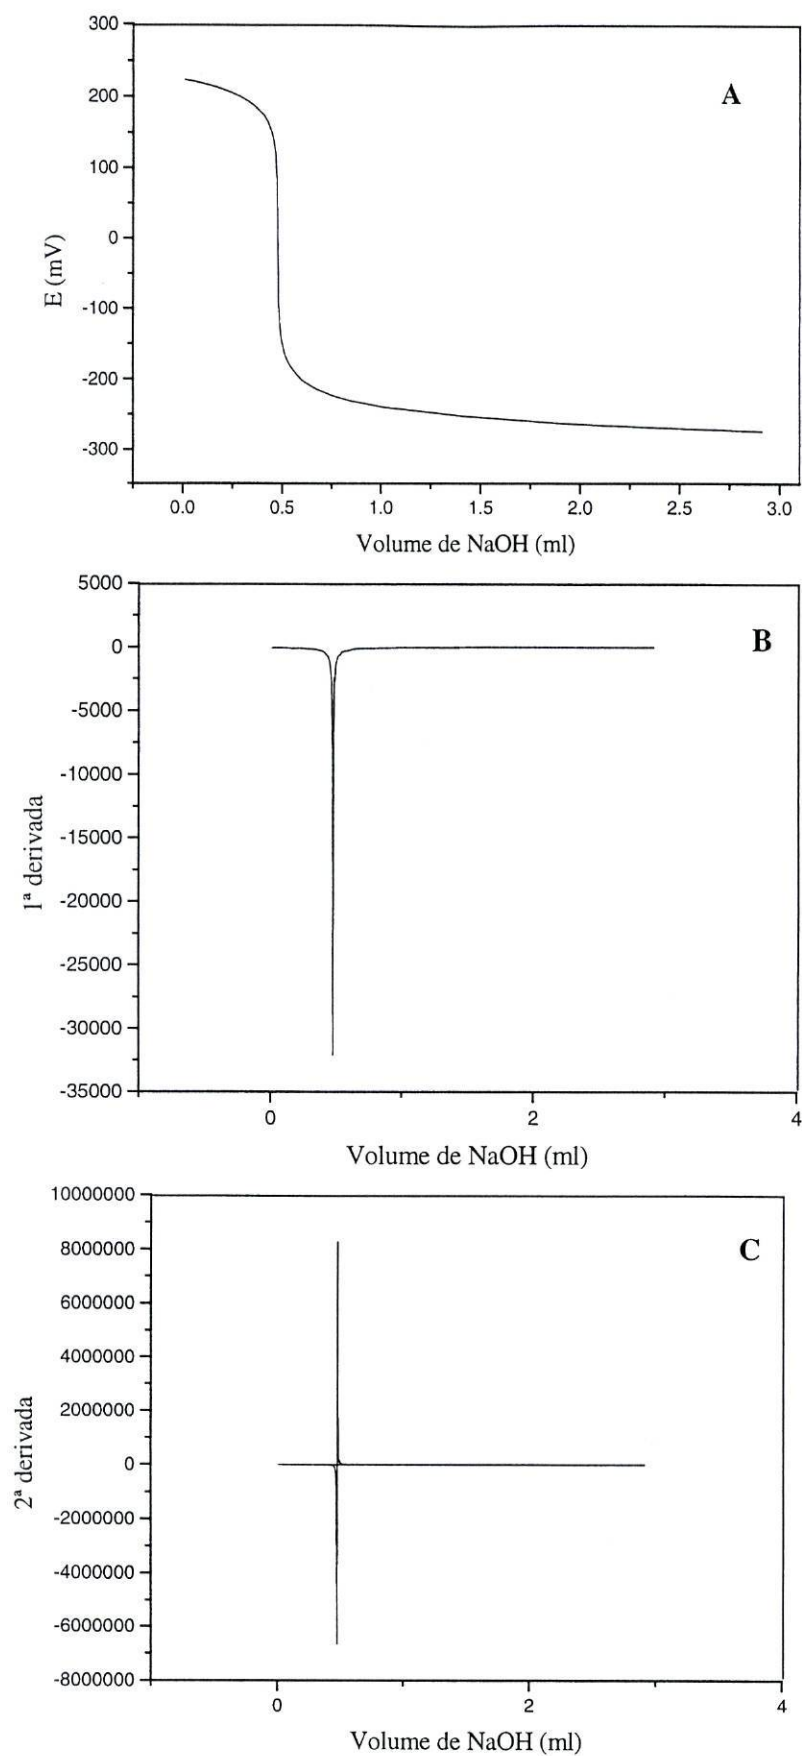 300
A
200
100
0
-100
-200
-300
E (mV)
0.0 0.5 1.0 1.5 2.0 2.5 3.0
Volume de NaOH (ml)
5000
B
0
-5000
-10000
-15000
-20000
-25000
-30000
-35000
1ª derivada
0 2 4
Volume de NaOH (ml)
10000000
C
8000000
6000000
4000000
2000000
0
-2000000
-4000000
-6000000
-8000000
2ª derivada
0 2 4
Volume de NaOH (ml)